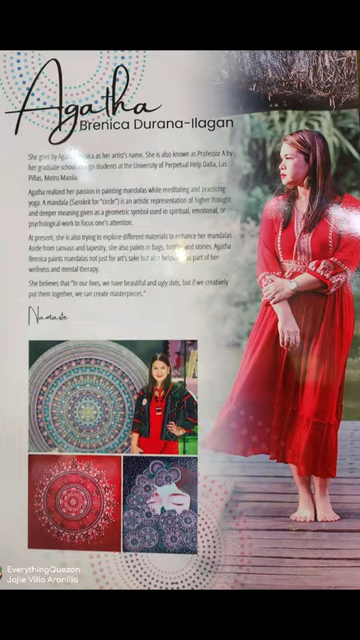 Agatha
Brenica Durana-Ilagan
She goes by Agatha Brenica as her artist's name. She is also known as Professor A by
her graduate school design students at the University of Perpetual Help Dalta, Las
Piñas, Metro Manila.
Agatha realized her passion in painting mandalas while meditating and practicing
yoga. A mandala (Sanskrit for "circle") is an artistic representation of higher thought
and deeper meaning given as a geometric symbol used in spiritual, emotional, or
psychological work to focus one's attention.
At present, she is also trying to explore different materials to enhance her mandalas.
Aside from canvas and tapestry, she also paints in bags, bottles and stones. Agatha
Brenica paints mandalas not just for art's sake but also helps as part of her
wellness and mental therapy.
She believes that "In our lives, we have beautiful and ugly dots, but if we creatively
put them together, we can create masterpieces."
Namaste
EverythingQuezon
Jojie Villa Aranilla